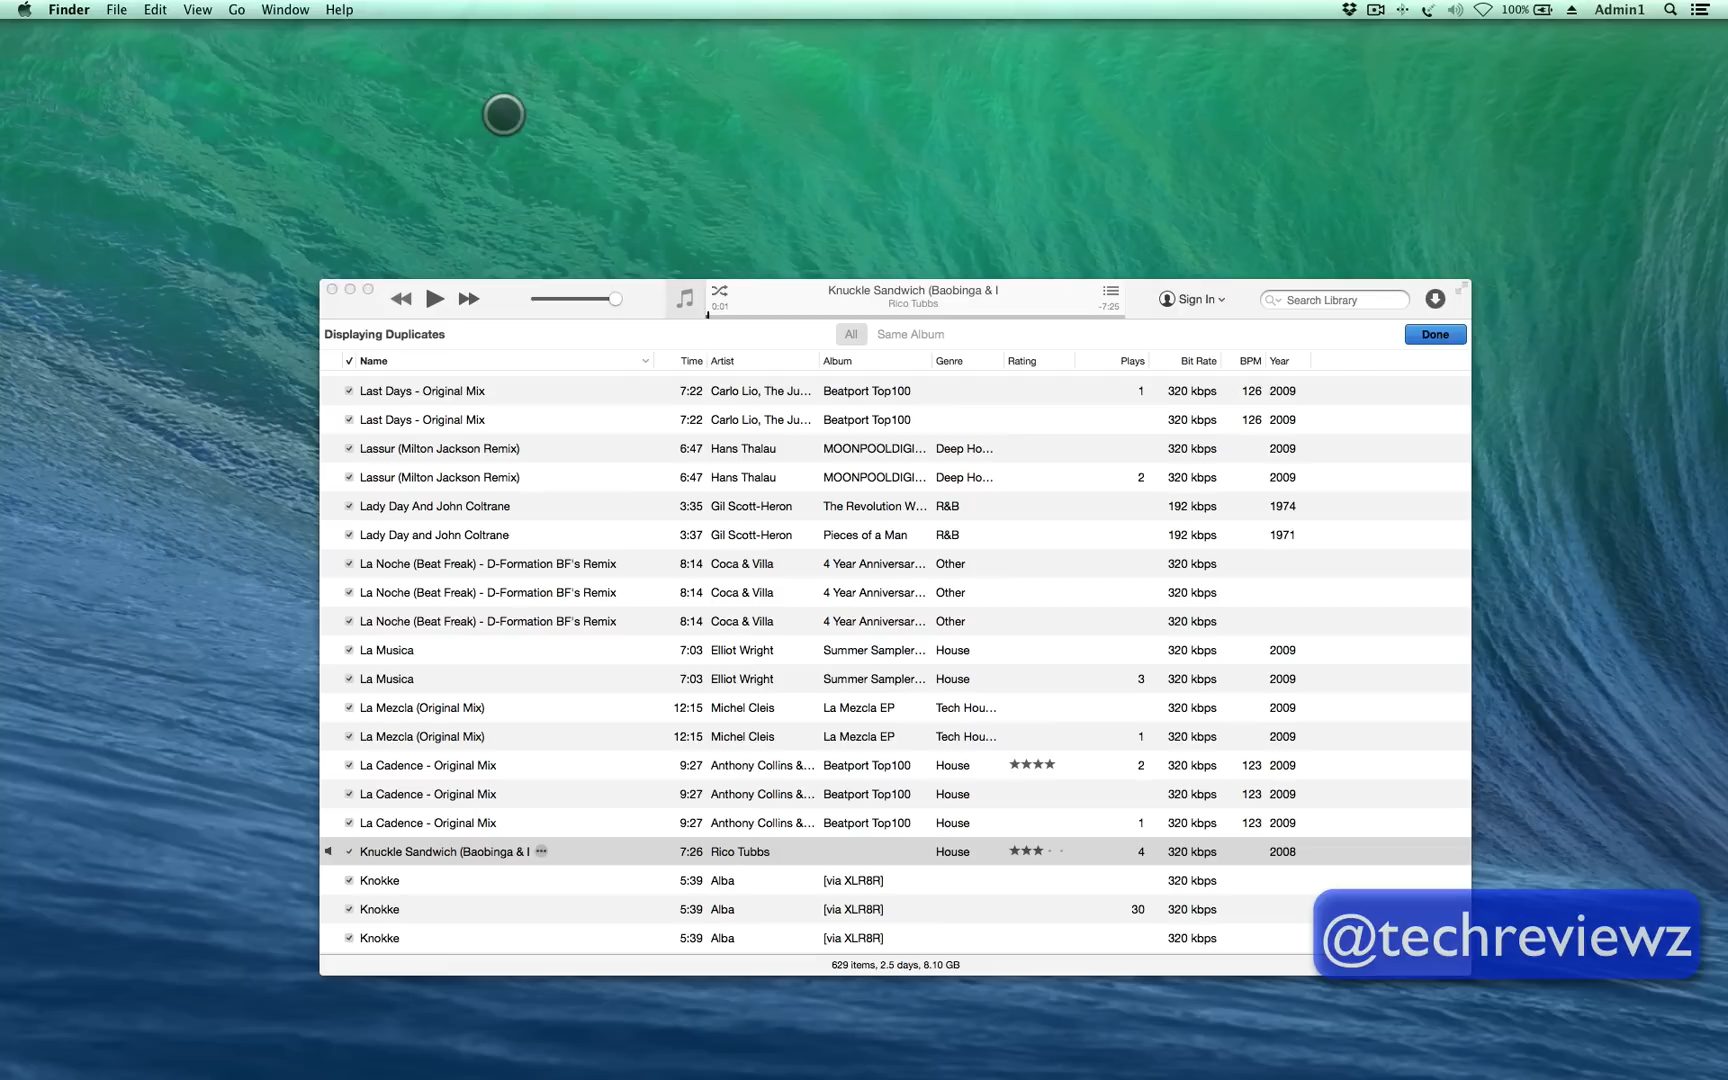 Finder File Edit View Go Window Help 100% Admin1
Knuckle Sandwich (Baobinga & I
Rico Tubbs
0:01 -7:25
Sign In Search Library
Displaying Duplicates All Same Album Done
Name Time Artist Album Genre Rating Plays Bit Rate BPM Year
Last Days - Original Mix 7:22 Carlo Lio, The Ju... Beatport Top100 1 320 kbps 126 2009
Last Days - Original Mix 7:22 Carlo Lio, The Ju... Beatport Top100 320 kbps 126 2009
Lassur (Milton Jackson Remix) 6:47 Hans Thalau MOONPOOLDIGI... Deep Ho... 320 kbps 2009
Lassur (Milton Jackson Remix) 6:47 Hans Thalau MOONPOOLDIGI... Deep Ho... 2 320 kbps 2009
Lady Day And John Coltrane 3:35 Gil Scott-Heron The Revolution W... R&B 192 kbps 1974
Lady Day and John Coltrane 3:37 Gil Scott-Heron Pieces of a Man R&B 192 kbps 1971
La Noche (Beat Freak) - D-Formation BF's Remix 8:14 Coca & Villa 4 Year Anniversar... Other 320 kbps
La Noche (Beat Freak) - D-Formation BF's Remix 8:14 Coca & Villa 4 Year Anniversar... Other 320 kbps
La Noche (Beat Freak) - D-Formation BF's Remix 8:14 Coca & Villa 4 Year Anniversar... Other 320 kbps
La Musica 7:03 Elliot Wright Summer Sampler... House 320 kbps 2009
La Musica 7:03 Elliot Wright Summer Sampler... House 3 320 kbps 2009
La Mezcla (Original Mix) 12:15 Michel Cleis La Mezcla EP Tech Hou... 320 kbps 2009
La Mezcla (Original Mix) 12:15 Michel Cleis La Mezcla EP Tech Hou... 1 320 kbps 2009
La Cadence - Original Mix 9:27 Anthony Collins &... Beatport Top100 House ★★★★ 2 320 kbps 123 2009
La Cadence - Original Mix 9:27 Anthony Collins &... Beatport Top100 House 320 kbps 123 2009
La Cadence - Original Mix 9:27 Anthony Collins &... Beatport Top100 House 1 320 kbps 123 2009
Knuckle Sandwich (Baobinga & I 7:26 Rico Tubbs House ★★★ 4 320 kbps 2008
Knokke 5:39 Alba [via XLR8R] 320 kbps
Knokke 5:39 Alba [via XLR8R] 30 320 kbps
Knokke 5:39 Alba [via XLR8R] 320 kbps
629 items, 2.5 days, 8.10 GB
@techreviewz